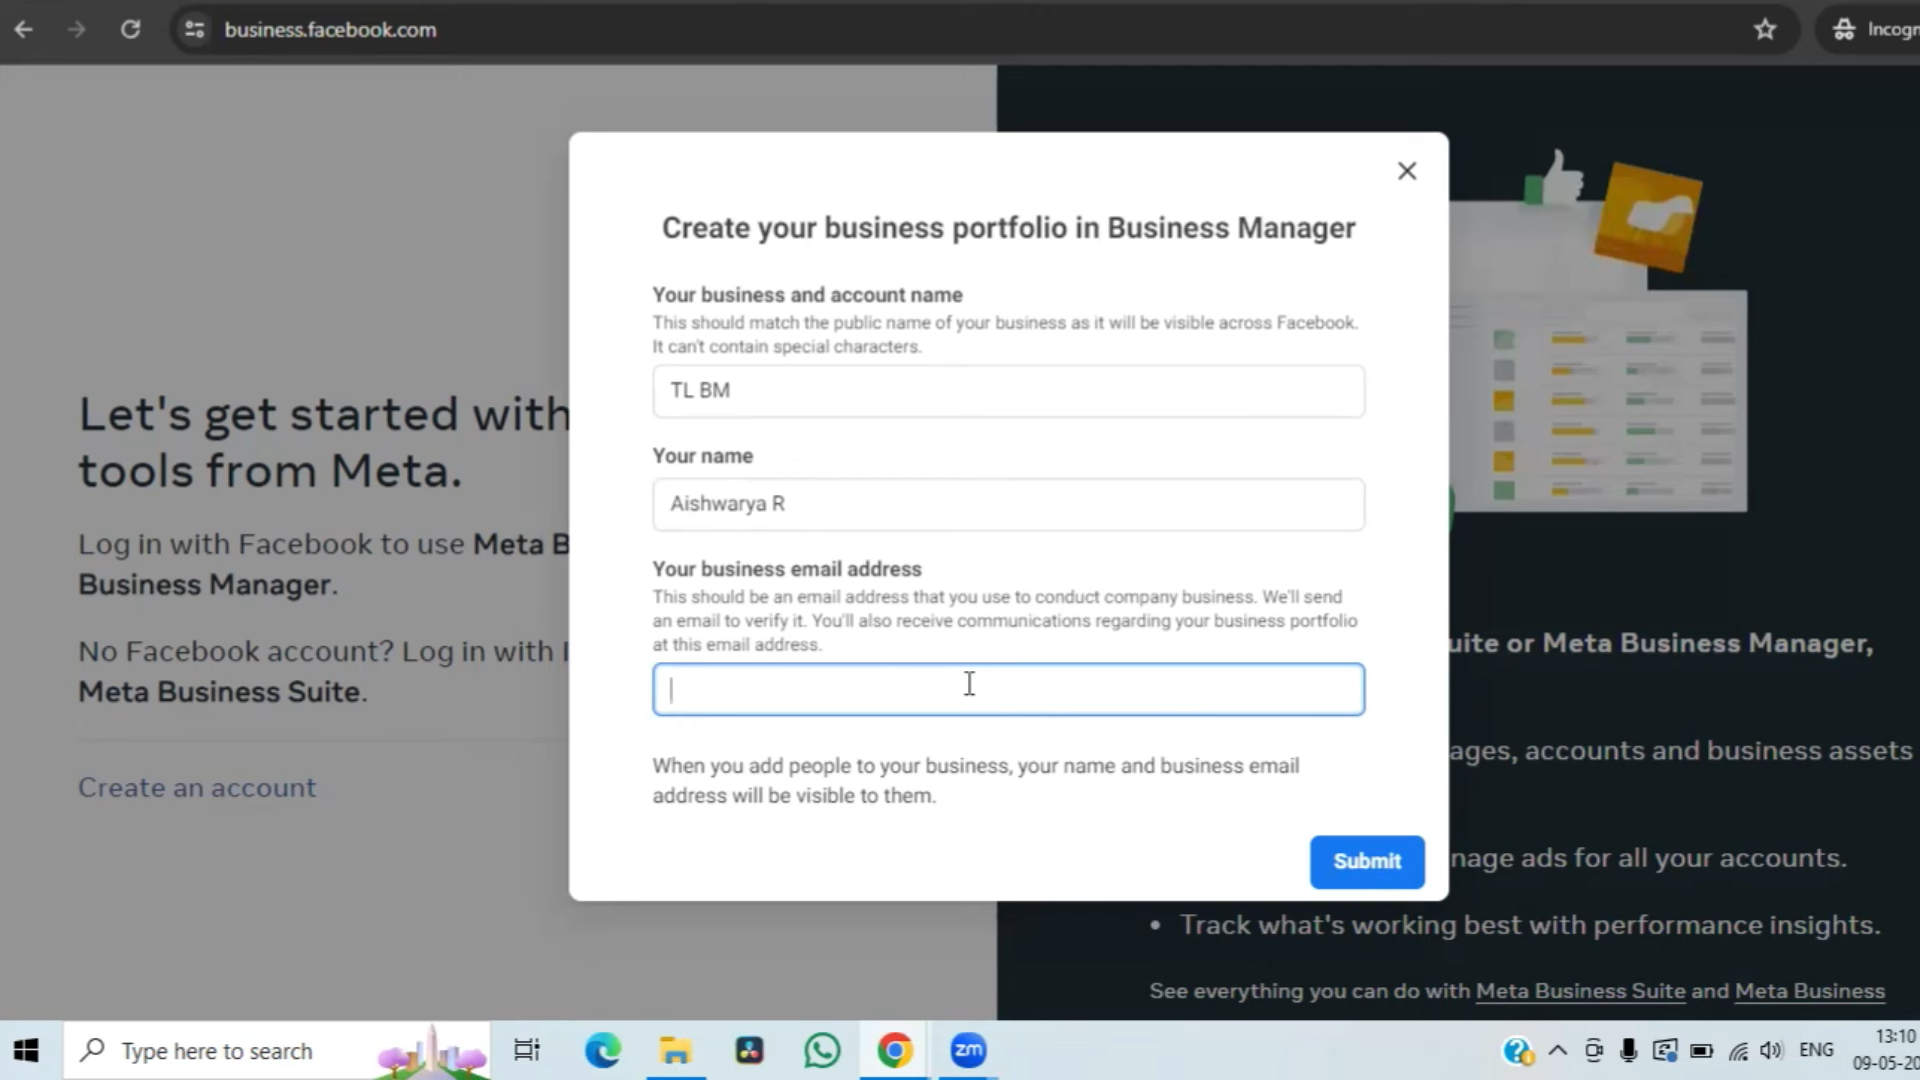 business.facebook.com
Incogn
Create your business portfolio in Business Manager
Your business and account name
This should match the public name of your business as it will be visible across Facebook.
It can't contain special characters.
TL BM
Your name
Aishwarya R
Your business email address
This should be an email address that you use to conduct company business. We'll send
an email to verify it. You'll also receive communications regarding your business portfolio
at this email address.
When you add people to your business, your name and business email
address will be visible to them.
Submit
Let's get started with
tools from Meta.
Log in with Facebook to use Meta B
Business Manager.
No Facebook account? Log in with I
Meta Business Suite.
Create an account
uite or Meta Business Manager,
ages, accounts and business assets
nage ads for all your accounts.
• Track what's working best with performance insights.
See everything you can do with Meta Business Suite and Meta Business
Type here to search
zm
ENG
13:10
09-05-20